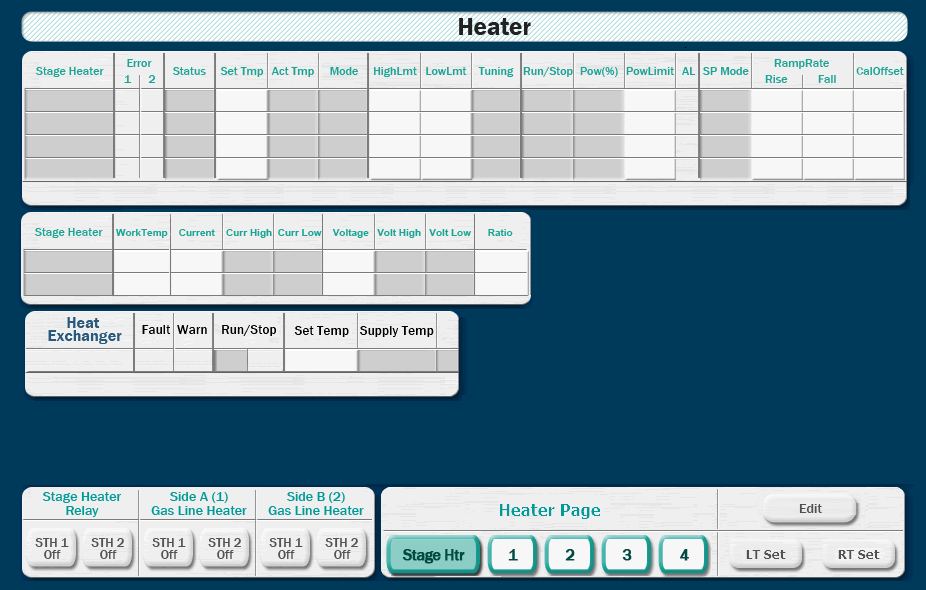 Heater
Stage Heater Error Status Set Tmp Act Tmp Mode HighLmt LowLmt Tuning Run/Stop Pow(%) PowLimit AL SP Mode RampRate CalOffset
1 2 Rise Fall
Stage Heater WorkTemp Current Curr High Curr Low Voltage Volt High Volt Low Ratio
Heat
Exchanger Fault Warn Run/Stop Set Temp Supply Temp
Stage Heater
Relay
Side A (1)
Gas Line Heater
Side B (2)
Gas Line Heater
STH 1
Off
STH 2
Off
STH 1
Off
STH 2
Off
STH 1
Off
STH 2
Off
Heater Page
Edit
Stage Htr 1 2 3 4
LT Set RT Set